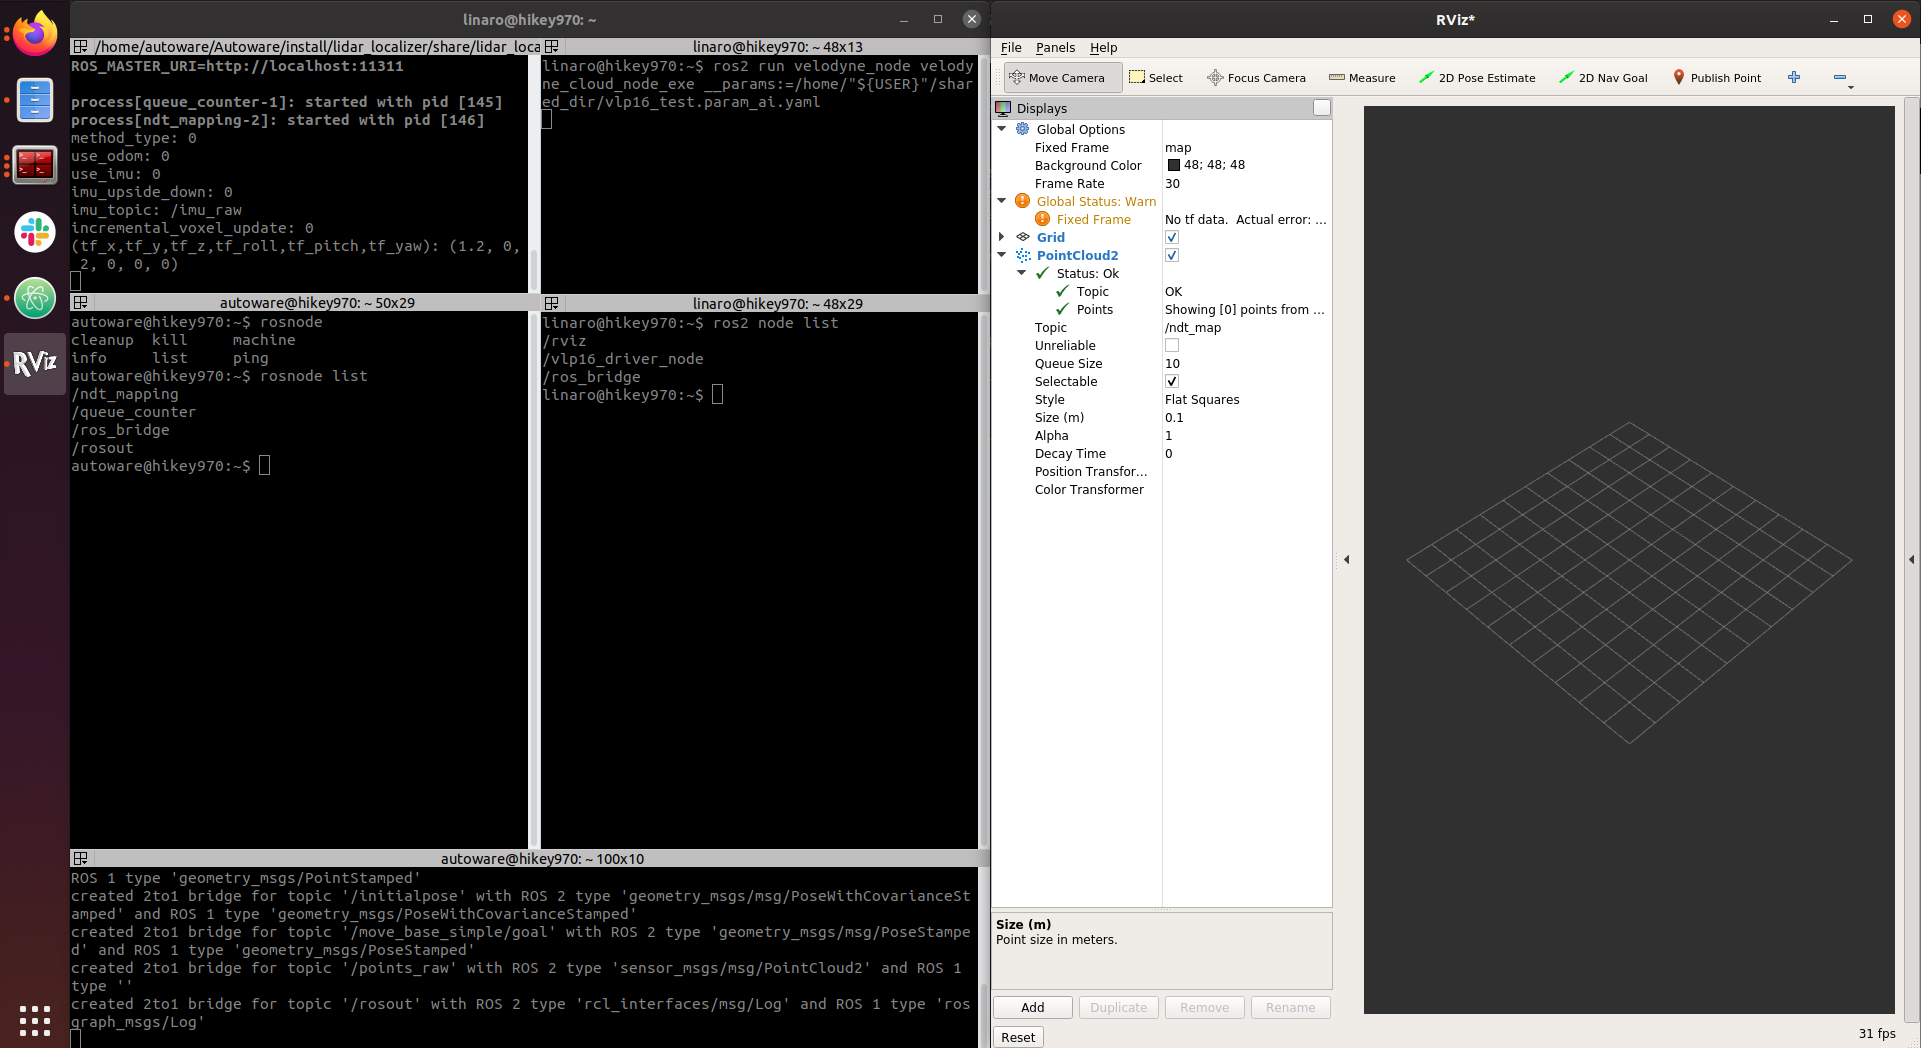 linaro@hikey970: ~
/home/autoware/Autoware/install/lidar_localizer/share/lidar_loca
ROS_MASTER_URI=http://localhost:11311
process[queue_counter-1]: started with pid [145]
process[ndt_mapping-2]: started with pid [146]
method_type: 0
use_odom: 0
use_imu: 0
imu_upside_down: 0
imu_topic: /imu_raw
incremental_voxel_update: 0
(tf_x,tf_y,tf_z,tf_roll,tf_pitch,tf_yaw): (1.2, 0,
 2, 0, 0, 0)
linaro@hikey970: ~ 48x13
linaro@hikey970:~$ ros2 run velodyne_node velody
ne_cloud_node_exe __params:=/home/"${USER}"/shar
ed_dir/vlp16_test.param_ai.yaml
autoware@hikey970: ~ 50x29
autoware@hikey970:~$ rosnode
cleanup  kill     machine
info     list     ping
autoware@hikey970:~$ rosnode list
/ndt_mapping
/queue_counter
/ros_bridge
/rosout
autoware@hikey970:~$
linaro@hikey970: ~ 48x29
linaro@hikey970:~$ ros2 node list
/rviz
/vlp16_driver_node
/ros_bridge
linaro@hikey970:~$
autoware@hikey970: ~ 100x10
ROS 1 type 'geometry_msgs/PointStamped'
created 2to1 bridge for topic '/initialpose' with ROS 2 type 'geometry_msgs/msg/PoseWithCovarianceSt
amped' and ROS 1 type 'geometry_msgs/PoseWithCovarianceStamped'
created 2to1 bridge for topic '/move_base_simple/goal' with ROS 2 type 'geometry_msgs/msg/PoseStampe
d' and ROS 1 type 'geometry_msgs/PoseStamped'
created 2to1 bridge for topic '/points_raw' with ROS 2 type 'sensor_msgs/msg/PointCloud2' and ROS 1
type ''
created 2to1 bridge for topic '/rosout' with ROS 2 type 'rcl_interfaces/msg/Log' and ROS 1 type 'ros
graph_msgs/Log'
RViz
RViz*
File Panels Help
Move Camera Select Focus Camera Measure 2D Pose Estimate 2D Nav Goal Publish Point
Displays
Global Options
Fixed Frame map
Background Color 48; 48; 48
Frame Rate 30
Global Status: Warn
Fixed Frame No tf data. Actual error: ...
Grid
PointCloud2
Status: Ok
Topic OK
Points Showing [0] points from ...
Topic /ndt_map
Unreliable
Queue Size 10
Selectable
Style Flat Squares
Size (m) 0.1
Alpha 1
Decay Time 0
Position Transfor...
Color Transformer
Size (m)
Point size in meters.
Add Duplicate Remove Rename
Reset
31 fps